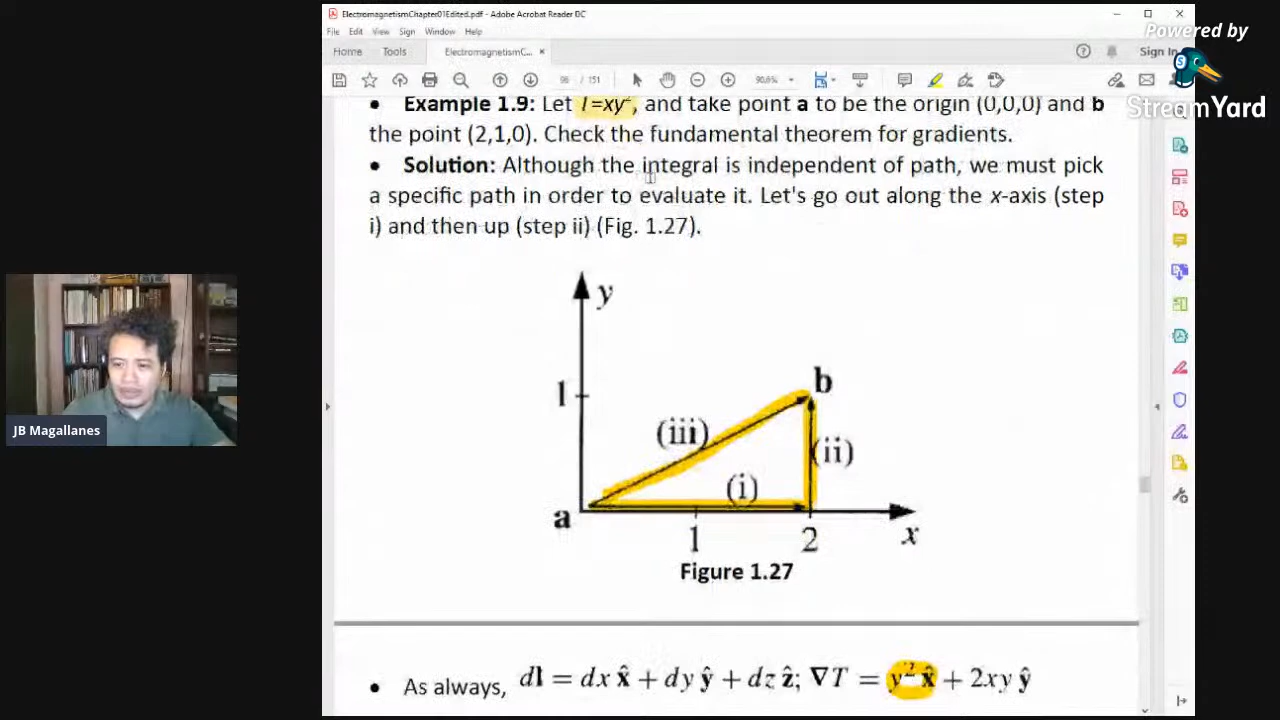 ElectromagnetismChapter01Edited.pdf - Adobe Acrobat Reader DC
File Edit View Sign Window Help
Home Tools ElectromagnetismC... × Sign In
96 / 151 90.6%
Powered by
StreamYard
• Example 1.9: Let T=xy², and take point a to be the origin (0,0,0) and b
the point (2,1,0). Check the fundamental theorem for gradients.
• Solution: Although the integral is independent of path, we must pick
a specific path in order to evaluate it. Let's go out along the x-axis (step
i) and then up (step ii) (Fig. 1.27).
y
b
1
(iii)
(ii)
(i)
a
1 2 x
Figure 1.27
• As always, dl = dx x̂ + dy ŷ + dz ẑ; ∇T = y² x̂ + 2xy ŷ
JB Magallanes